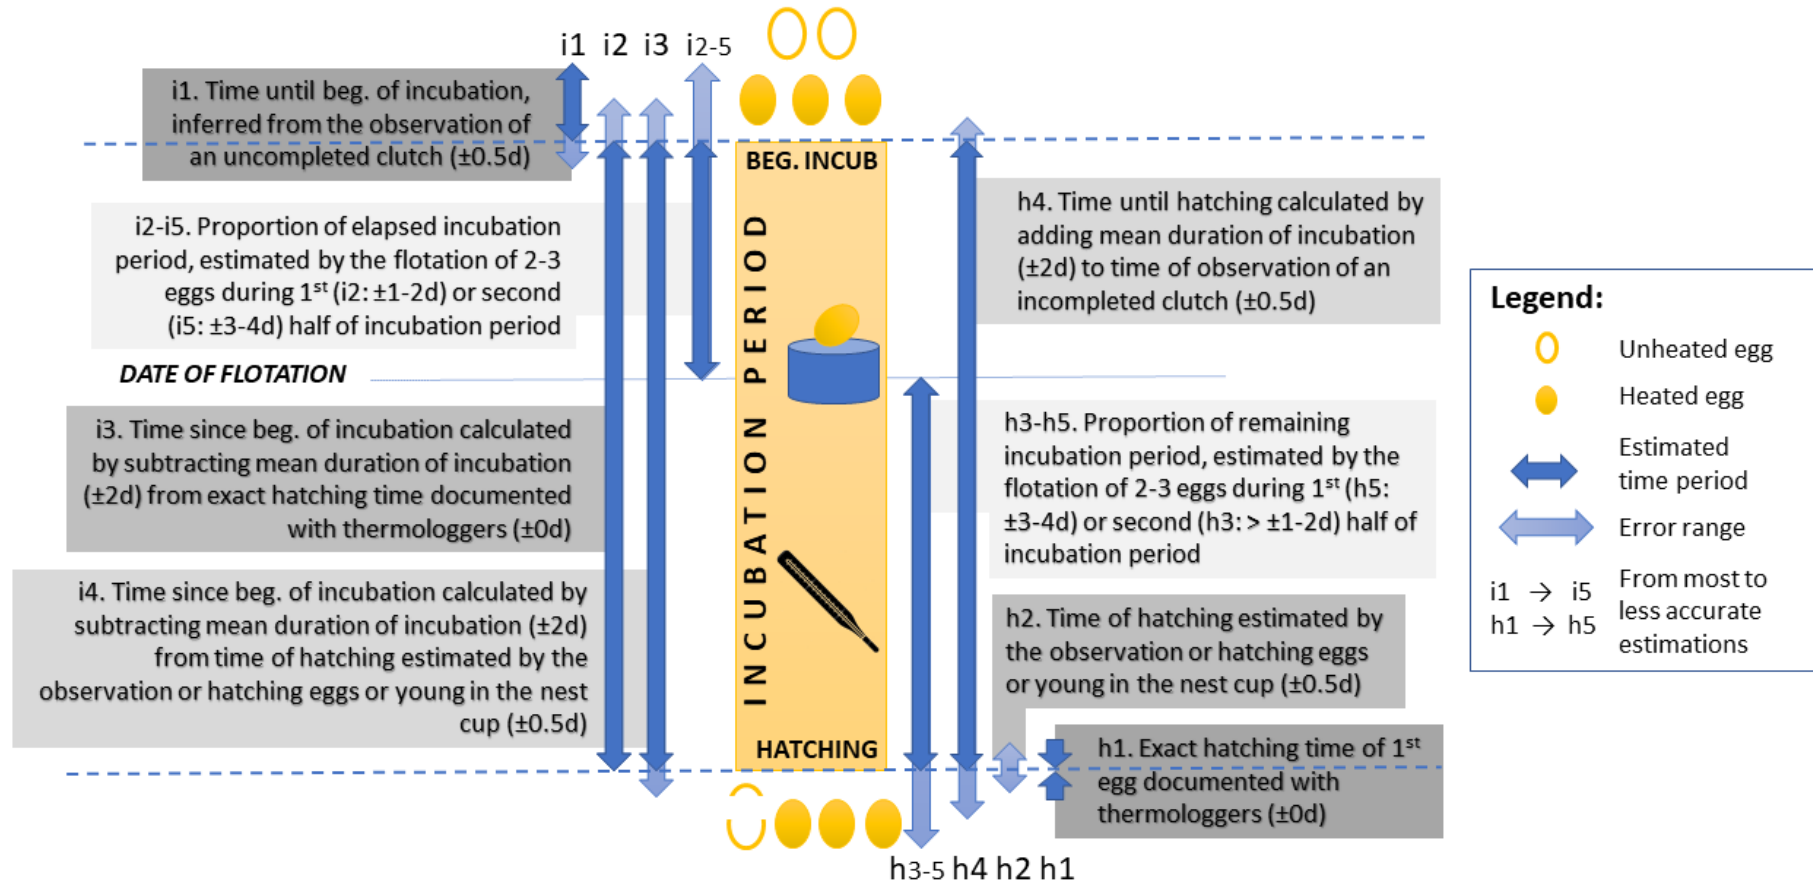 i1 i2 i3 i2-5
i1. Time until beg. of incubation,
inferred from the observation of
an uncompleted clutch (±0.5d)
i2-i5. Proportion of elapsed incubation
period, estimated by the flotation of 2-3
eggs during 1st (i2: ±1-2d) or second
(i5: ±3-4d) half of incubation period
DATE OF FLOTATION
i3. Time since beg. of incubation calculated
by subtracting mean duration of incubation
(±2d) from exact hatching time documented
with thermologgers (±0d)
i4. Time since beg. of incubation calculated by
subtracting mean duration of incubation (±2d)
from time of hatching estimated by the
observation or hatching eggs or young in the nest
cup (±0.5d)
BEG. INCUB
INCUBATION PERIOD
HATCHING
h4. Time until hatching calculated by
adding mean duration of incubation
(±2d) to time of observation of an
incompleted clutch (±0.5d)
h3-h5. Proportion of remaining
incubation period, estimated by the
flotation of 2-3 eggs during 1st (h5:
±3-4d) or second (h3: > ±1-2d) half of
incubation period
h2. Time of hatching estimated by
the observation or hatching eggs
or young in the nest cup (±0.5d)
h1. Exact hatching time of 1st
egg documented with
thermologgers (±0d)
h3-5 h4 h2 h1
Legend:
Unheated egg
Heated egg
Estimated
time period
Error range
i1 → i5
h1 → h5
From most to
less accurate
estimations